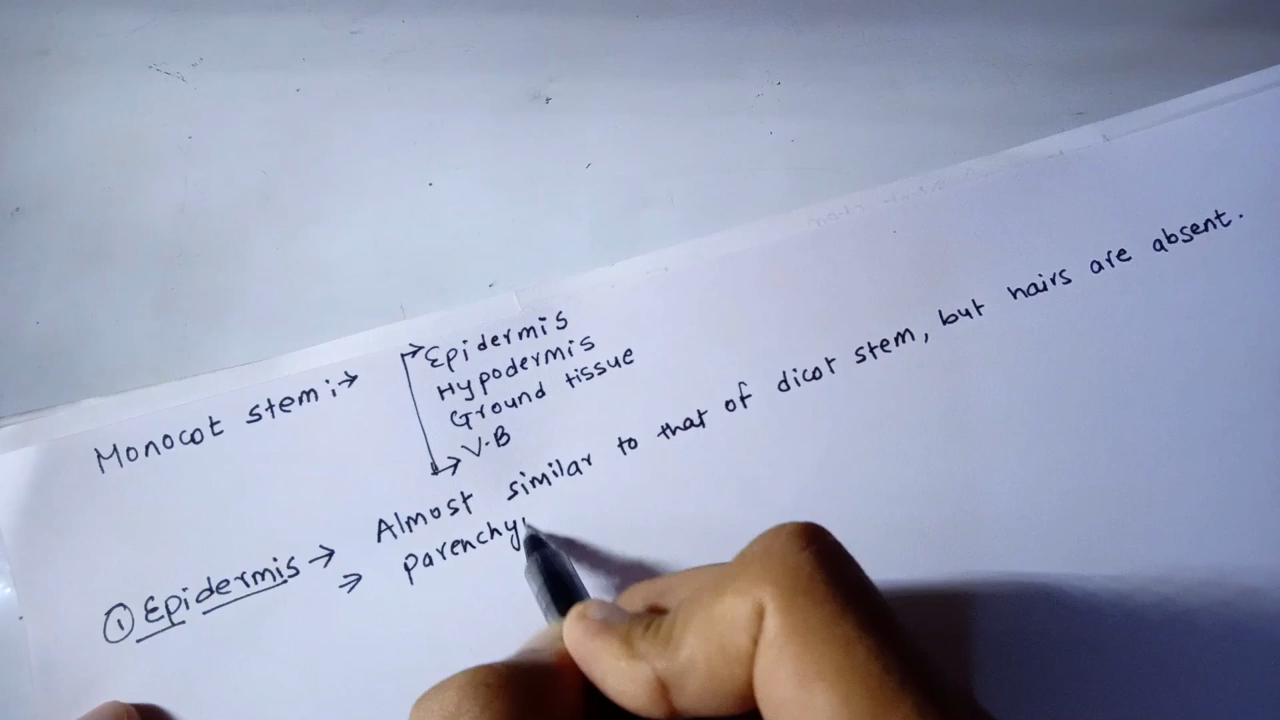 Monocot stem :→
Epidermis
Hypodermis
Ground tissue
V.B
① Epidermis → Almost similar to that of dicot stem, but hairs are absent.
⇒ parenchy